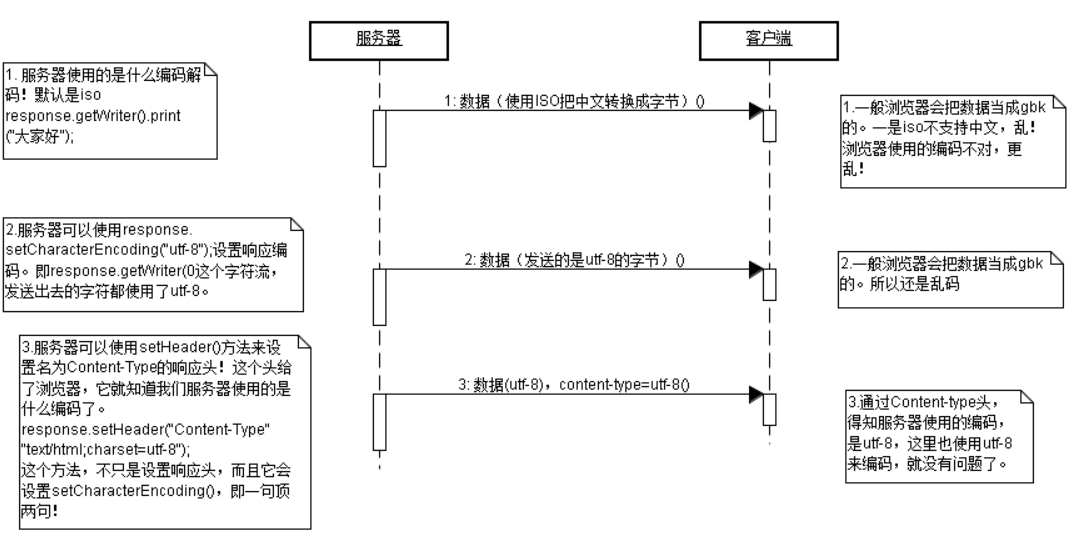 服务器
客户端
1. 服务器使用的是什么编码解
码！默认是iso
response.getWriter().print
("大家好");
1: 数据（使用ISO把中文转换成字节）()
1.一般浏览器会把数据当成gbk
的。一是iso不支持中文，乱！
浏览器使用的编码不对，更
乱！
2.服务器可以使用response.
setCharacterEncoding("utf-8");设置响应编
码。即response.getWriter(0这个字符流，
发送出去的字符都使用了utf-8。
2: 数据（发送的是utf-8的字节）()
2.一般浏览器会把数据当成gbk
的。所以还是乱码
3.服务器可以使用setHeader()方法来设
置名为Content-Type的响应头！这个头给
了浏览器，它就知道我们服务器使用的是
什么编码了。
response.setHeader("Content-Type"
"text/html;charset=utf-8");
这个方法，不只是设置响应头，而且它会
设置setCharacterEncoding()，即一句顶
两句！
3: 数据(utf-8)，content-type=utf-8()
3.通过Content-type头，
得知服务器使用的编码，
是utf-8，这里也使用utf-8
来编码，就没有问题了。